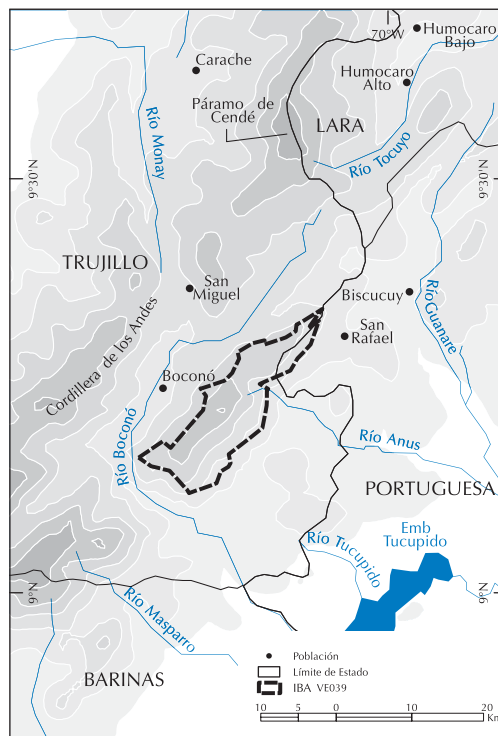 70°W
Humocaro
Bajo
Carache
Humocaro
Alto
Páramo de
Cendé
LARA
Río Monay
Río Tocuyo
9°30'N
9°30'N
TRUJILLO
San
Miguel
Biscucuy
Río Guanare
San
Rafael
Cordillera de los Andes
Boconó
Río Boconó
Río Anus
PORTUGUESA
Emb
Tucupido
Río Tucupido
9°N
9°N
Río Masparro
BARINAS
Población
Límite de Estado
IBA VE039
10 5 0 5 10 20
Km